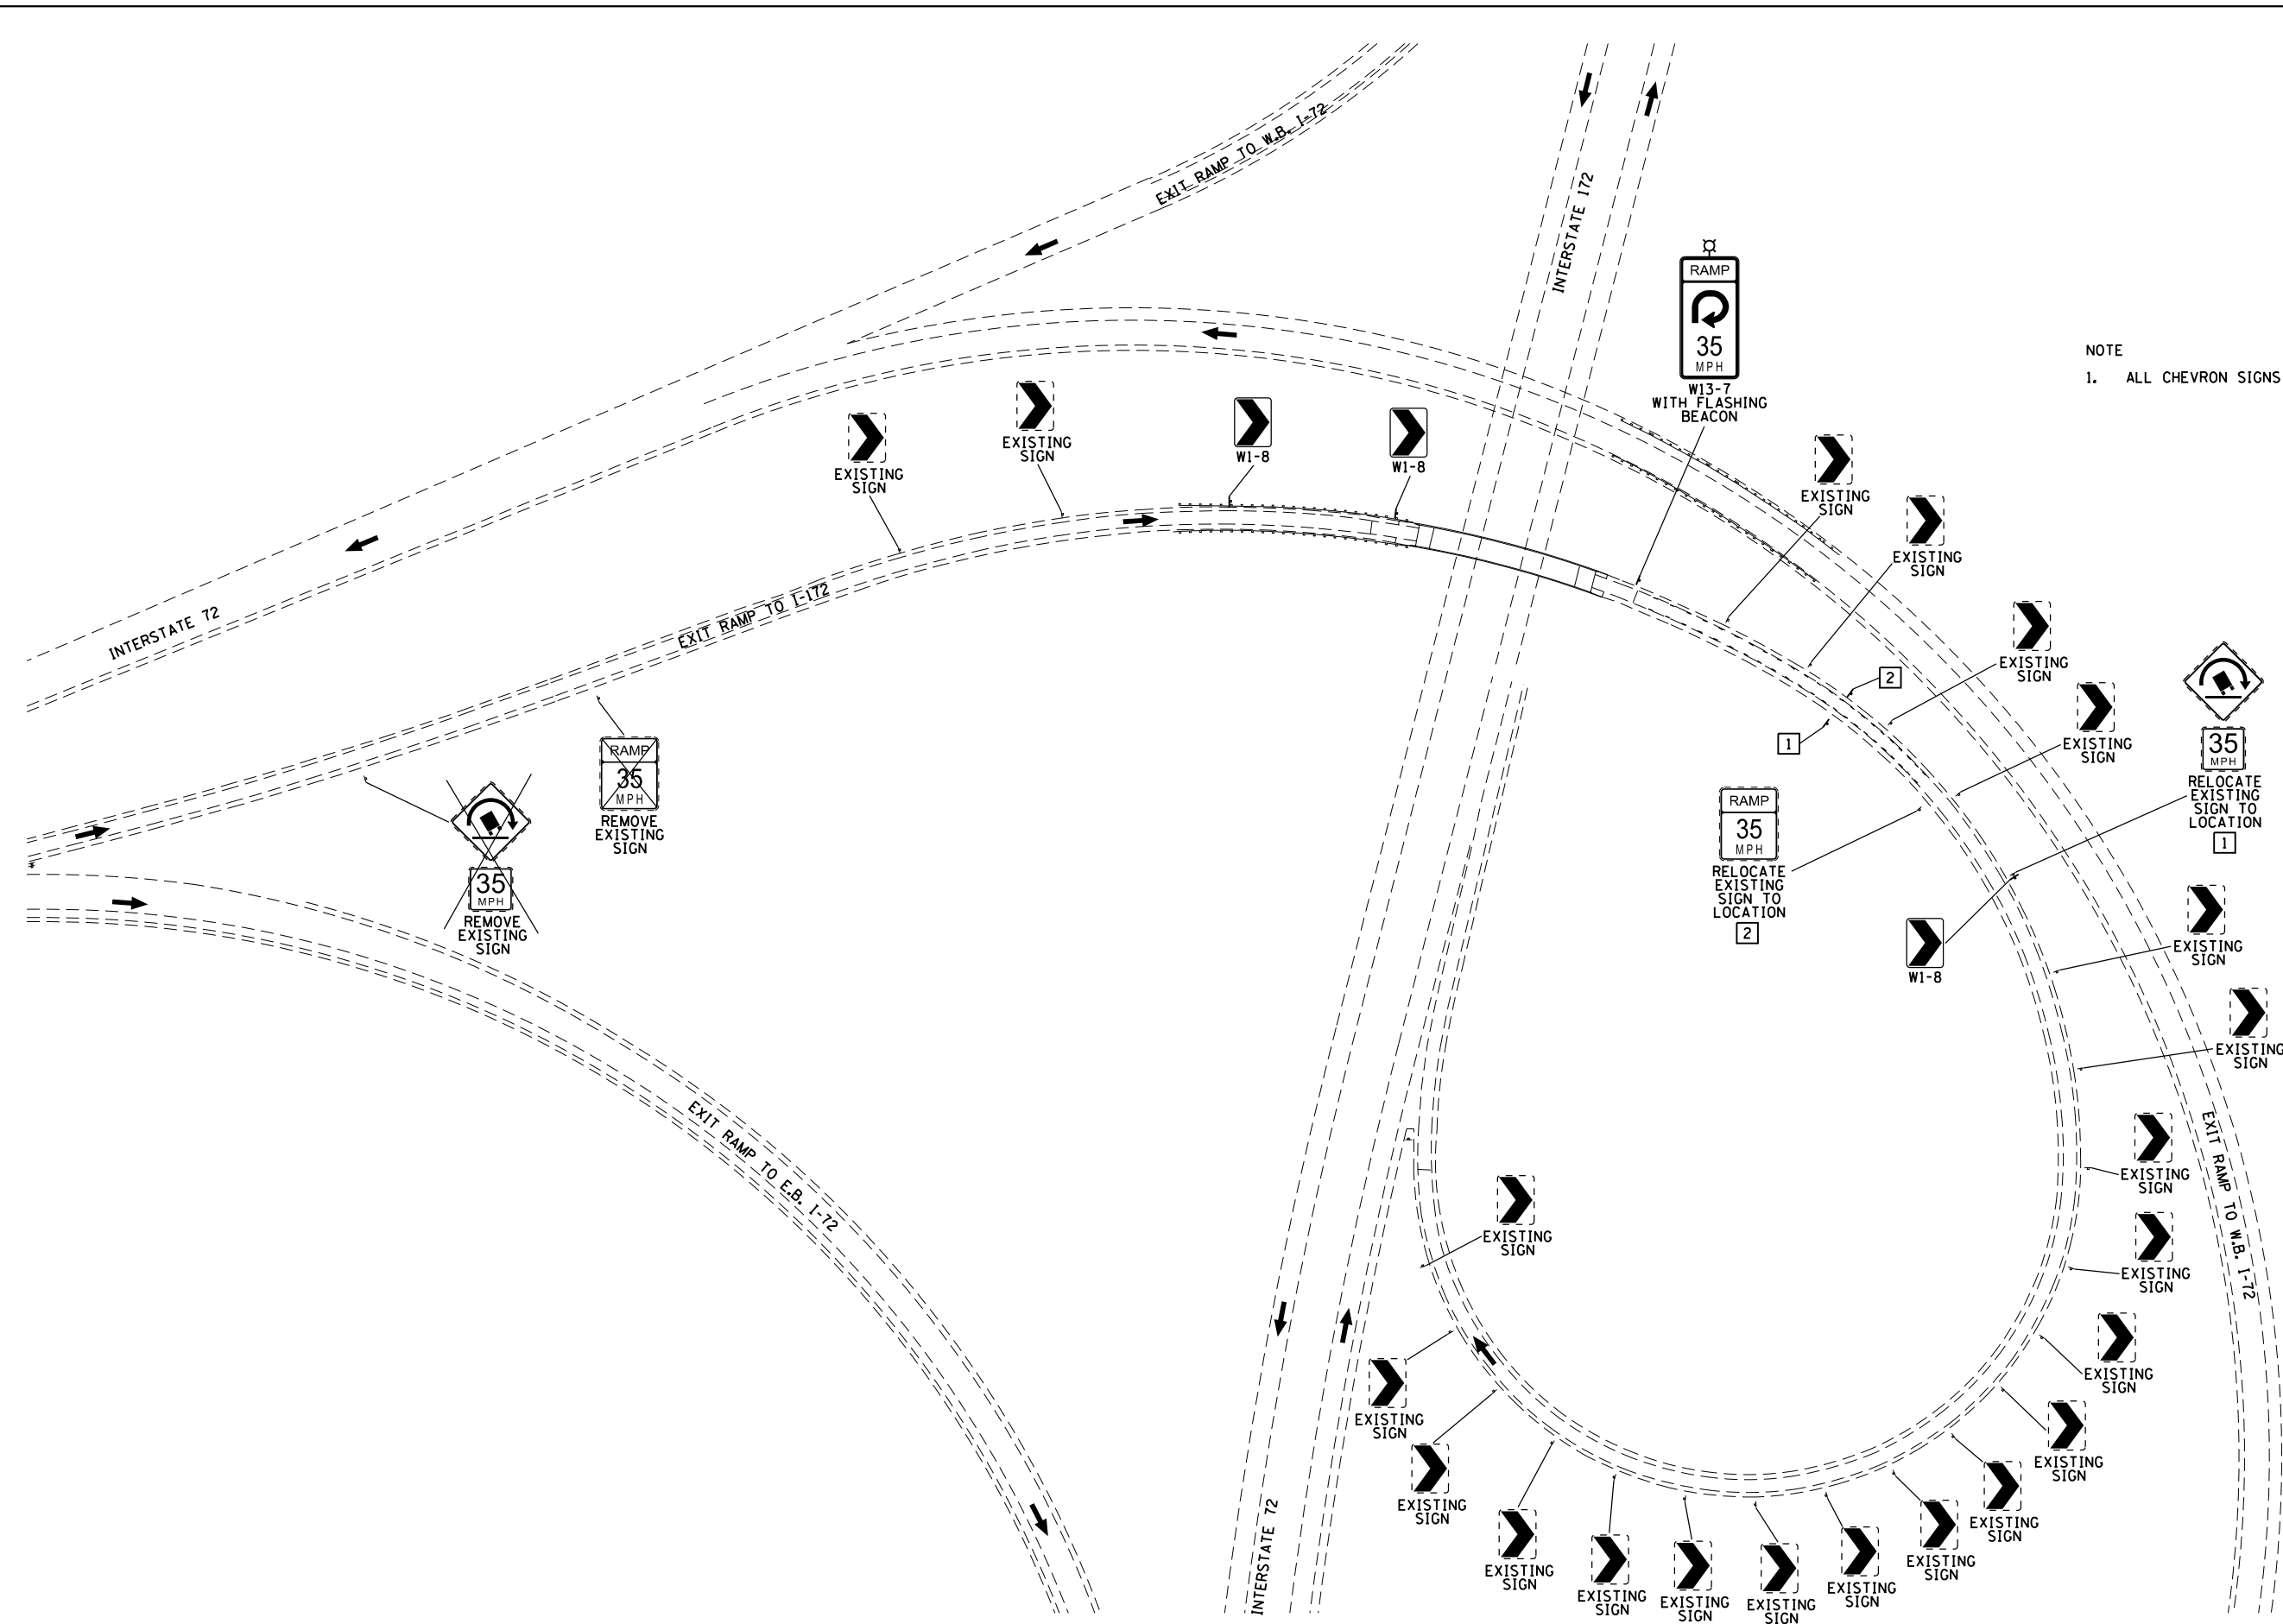 EXIT RAMP TO W.B. I-72
INTERSTATE 172
RAMP
35
MPH
W13-7
WITH FLASHING
BEACON
NOTE
1. ALL CHEVRON SIGNS
EXISTING
SIGN
EXISTING
SIGN
W1-8
W1-8
EXISTING
SIGN
EXISTING
SIGN
EXISTING
SIGN
EXISTING
SIGN
INTERSTATE 72
EXIT RAMP TO I-172
2
1
35
MPH
RELOCATE
EXISTING
SIGN TO
LOCATION
1
RAMP
35
MPH
REMOVE
EXISTING
SIGN
35
MPH
REMOVE
EXISTING
SIGN
RAMP
35
MPH
RELOCATE
EXISTING
SIGN TO
LOCATION
2
W1-8
EXISTING
SIGN
EXISTING
SIGN
EXIT RAMP TO E.B. I-72
EXIT RAMP TO W.B. I-72
EXISTING
SIGN
EXISTING
SIGN
EXISTING
SIGN
EXISTING
SIGN
EXISTING
SIGN
EXISTING
SIGN
EXISTING
SIGN
EXISTING
SIGN
EXISTING
SIGN
EXISTING
SIGN
EXISTING
SIGN
EXISTING
SIGN
EXISTING
SIGN
EXISTING
SIGN
EXISTING
SIGN
INTERSTATE 72